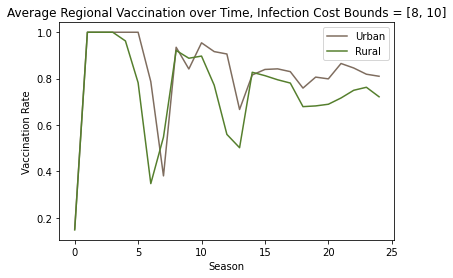 Average Regional Vaccination over Time, Infection Cost Bounds = [8, 10]
Urban
Rural
Vaccination Rate
1.0
0.8
0.6
0.4
0.2
0 5 10 15 20 25
Season